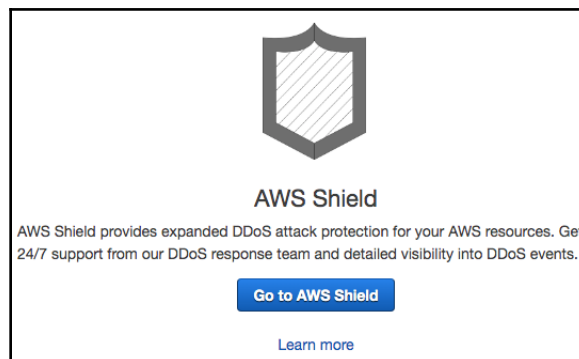 AWS Shield
AWS Shield provides expanded DDoS attack protection for your AWS resources. Get
24/7 support from our DDoS response team and detailed visibility into DDoS events.
Go to AWS Shield
Learn more